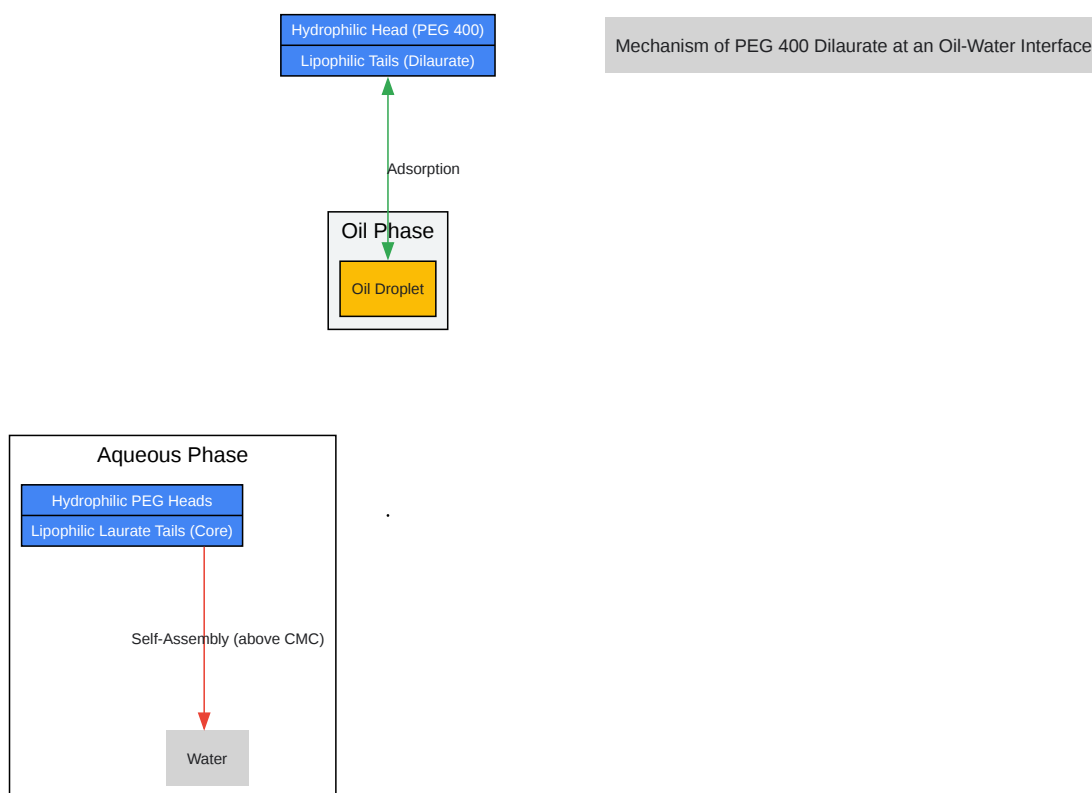 Hydrophilic Head (PEG 400)
Lipophilic Tails (Dilaurate)
Mechanism of PEG 400 Dilaurate at an Oil-Water Interface
Adsorption
Oil Phase
Oil Droplet
Aqueous Phase
Hydrophilic PEG Heads
Lipophilic Laurate Tails (Core)
.
Self-Assembly (above CMC)
Water